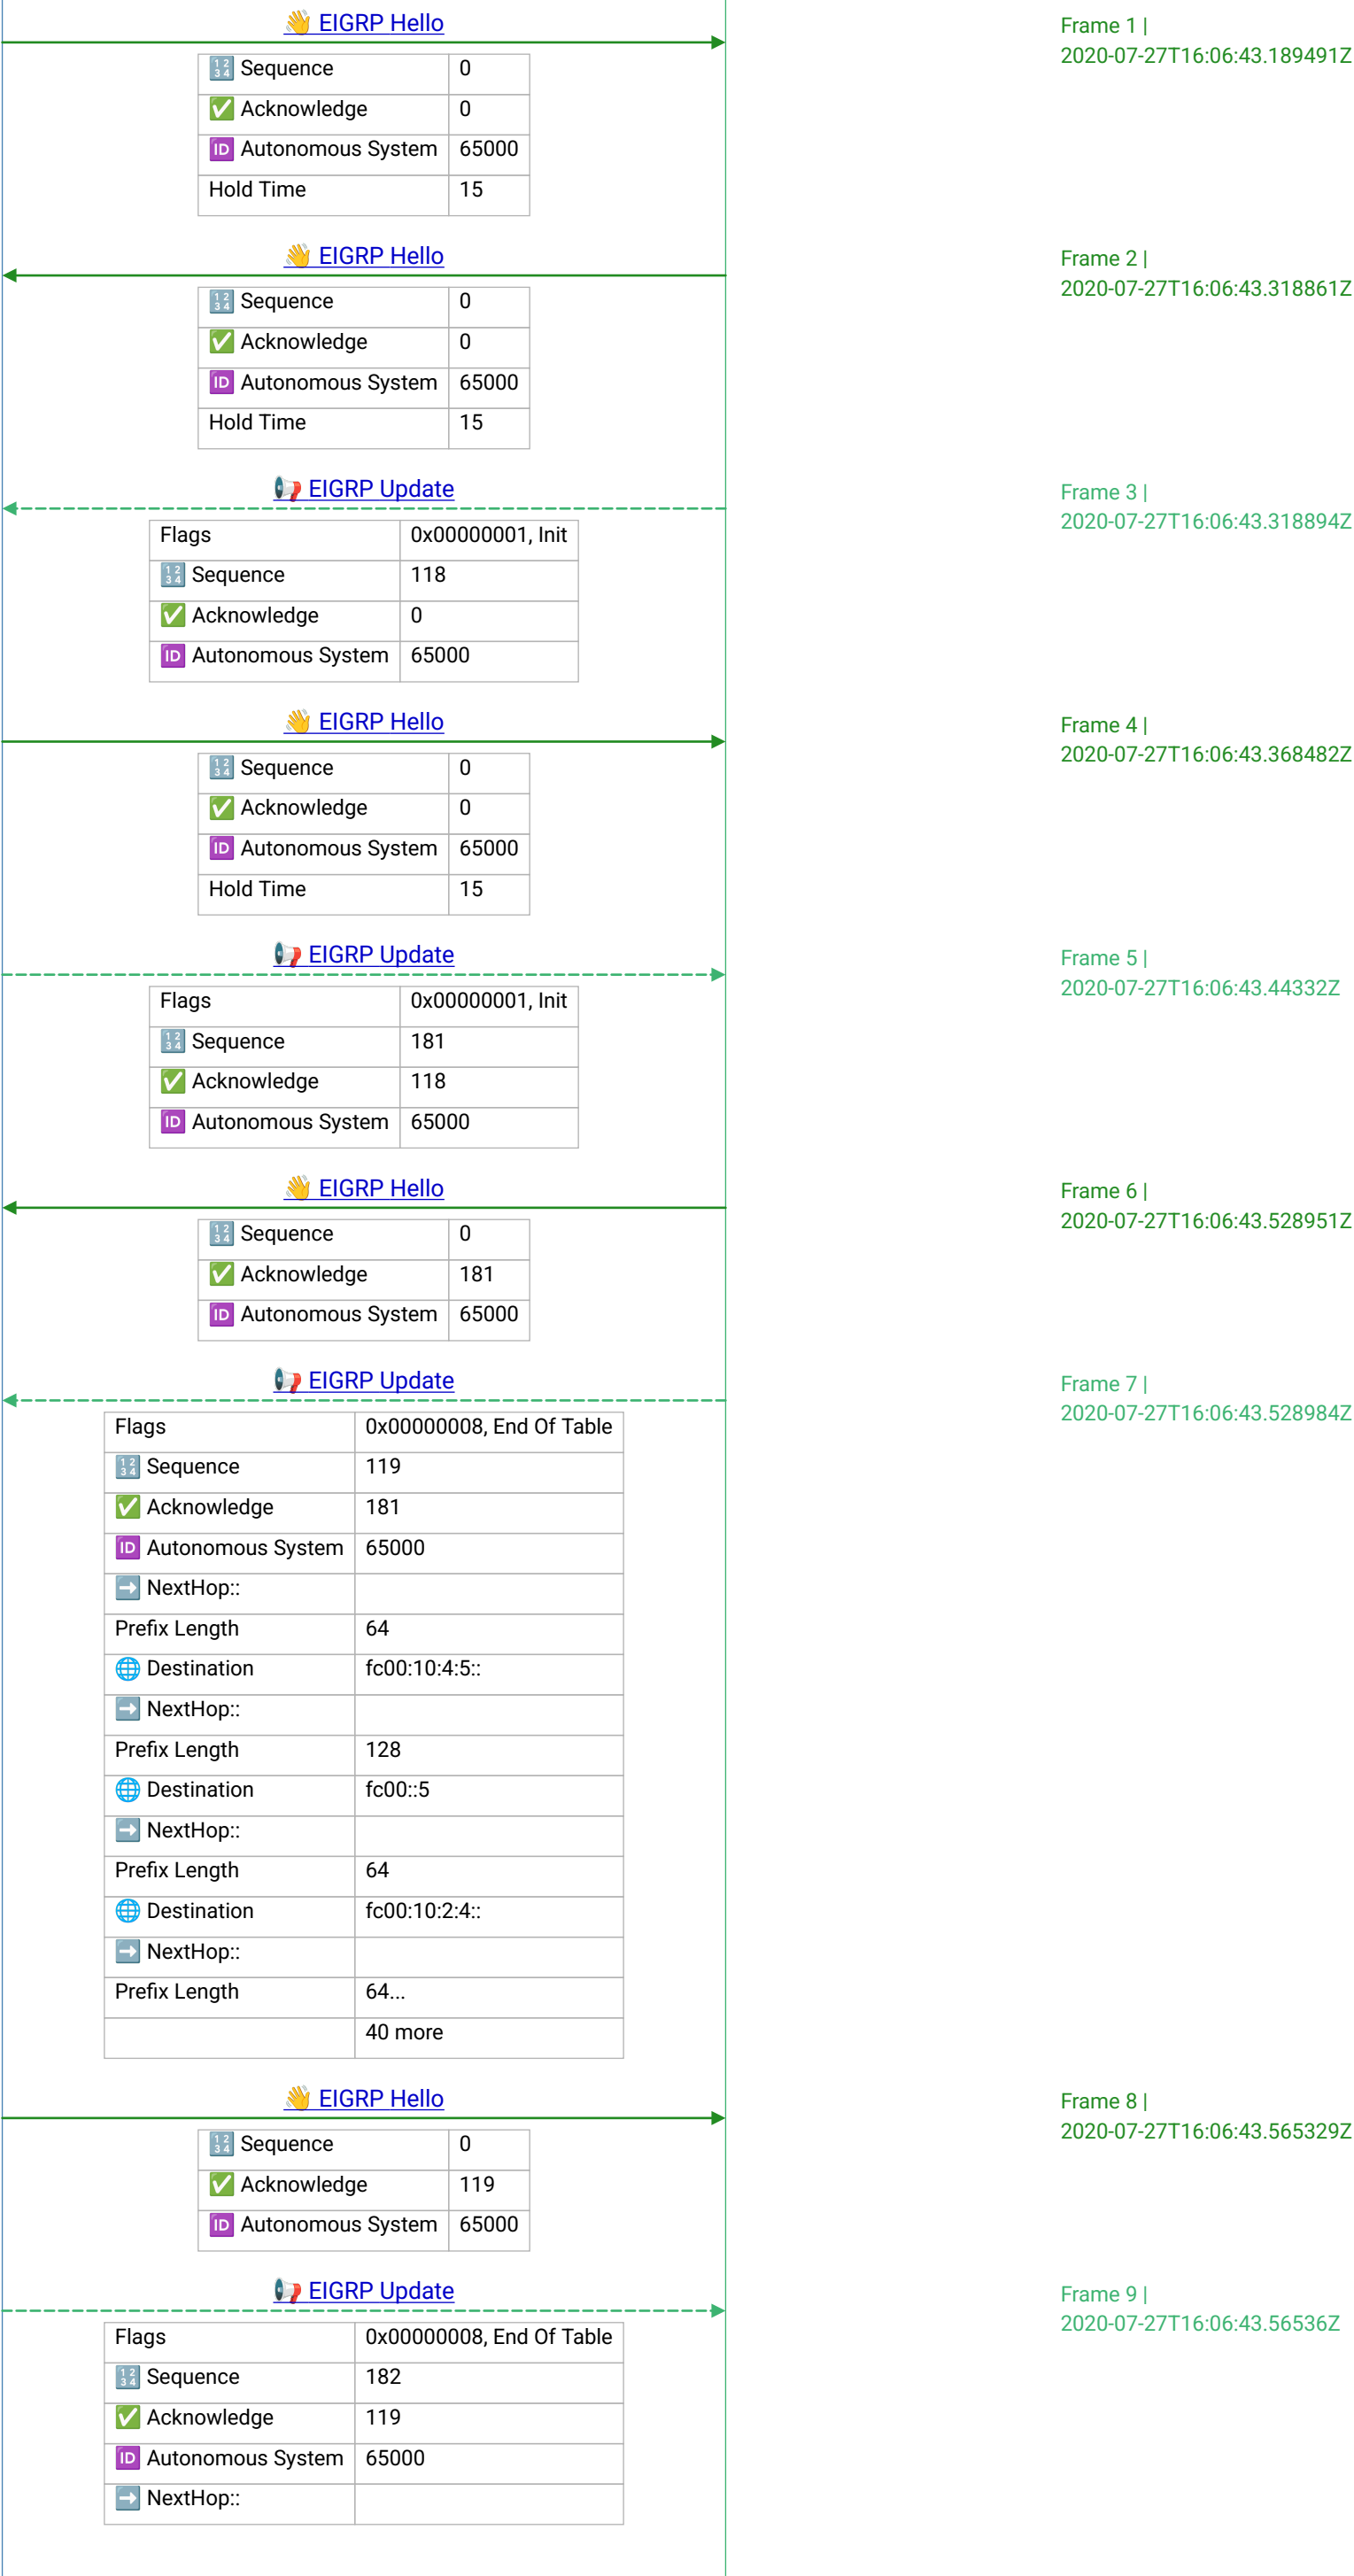 👋 EIGRP Hello
Frame 1 |
2020-07-27T16:06:43.189491Z
🔢 Sequence 0
✅ Acknowledge 0
🆔 Autonomous System 65000
Hold Time 15
👋 EIGRP Hello
Frame 2 |
2020-07-27T16:06:43.318861Z
🔢 Sequence 0
✅ Acknowledge 0
🆔 Autonomous System 65000
Hold Time 15
📢 EIGRP Update
Frame 3 |
2020-07-27T16:06:43.318894Z
Flags 0x00000001, Init
🔢 Sequence 118
✅ Acknowledge 0
🆔 Autonomous System 65000
👋 EIGRP Hello
Frame 4 |
2020-07-27T16:06:43.368482Z
🔢 Sequence 0
✅ Acknowledge 0
🆔 Autonomous System 65000
Hold Time 15
📢 EIGRP Update
Frame 5 |
2020-07-27T16:06:43.44332Z
Flags 0x00000001, Init
🔢 Sequence 181
✅ Acknowledge 118
🆔 Autonomous System 65000
👋 EIGRP Hello
Frame 6 |
2020-07-27T16:06:43.528951Z
🔢 Sequence 0
✅ Acknowledge 181
🆔 Autonomous System 65000
📢 EIGRP Update
Frame 7 |
2020-07-27T16:06:43.528984Z
Flags 0x00000008, End Of Table
🔢 Sequence 119
✅ Acknowledge 181
🆔 Autonomous System 65000
➡️ NextHop::
Prefix Length 64
🌐 Destination fc00:10:4:5::
➡️ NextHop::
Prefix Length 128
🌐 Destination fc00::5
➡️ NextHop::
Prefix Length 64
🌐 Destination fc00:10:2:4::
➡️ NextHop::
Prefix Length 64...
40 more
👋 EIGRP Hello
Frame 8 |
2020-07-27T16:06:43.565329Z
🔢 Sequence 0
✅ Acknowledge 119
🆔 Autonomous System 65000
📢 EIGRP Update
Frame 9 |
2020-07-27T16:06:43.56536Z
Flags 0x00000008, End Of Table
🔢 Sequence 182
✅ Acknowledge 119
🆔 Autonomous System 65000
➡️ NextHop::